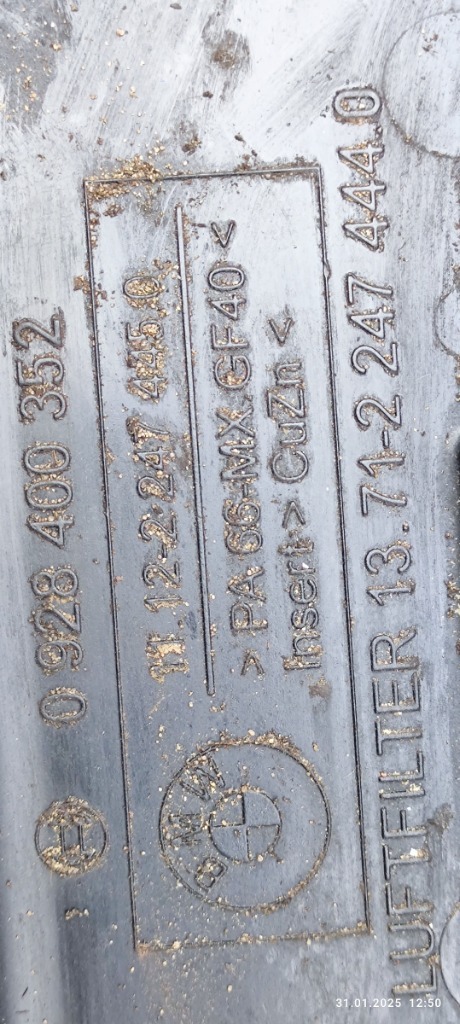 0 928 400 352
11.12-2 247 445.0
>PA 66-MX.GF40<
Insert:>CuZn<
BMW
LUFTFILTER 13.71-2 247 444.0
31.01.2025 12:50